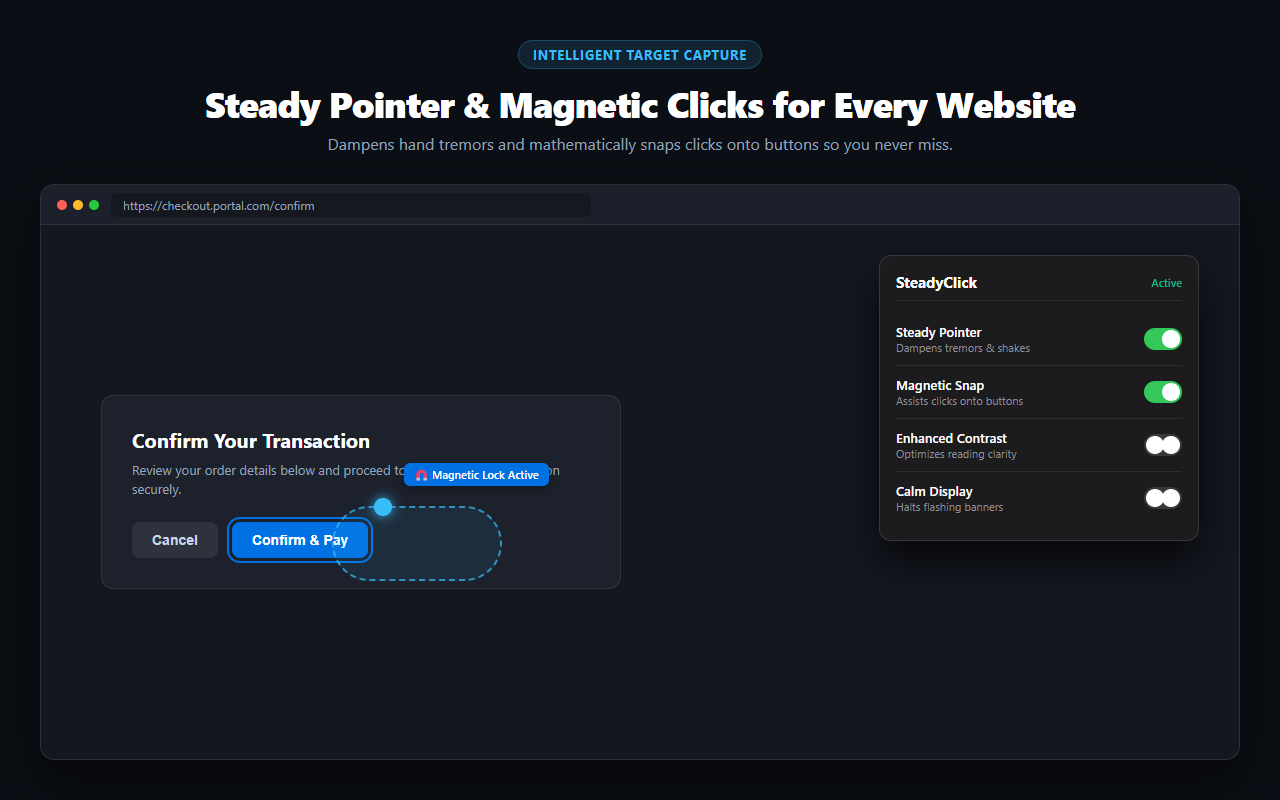 INTELLIGENT TARGET CAPTURE
Steady Pointer & Magnetic Clicks for Every Website
Dampens hand tremors and mathematically snaps clicks onto buttons so you never miss.
https://checkout.portal.com/confirm
SteadyClick
Active
Steady Pointer
Dampens tremors & shakes
Magnetic Snap
Assists clicks onto buttons
Enhanced Contrast
Optimizes reading clarity
Calm Display
Halts flashing banners
Confirm Your Transaction
Review your order details below and proceed to
on
securely.
Magnetic Lock Active
Cancel
Confirm & Pay